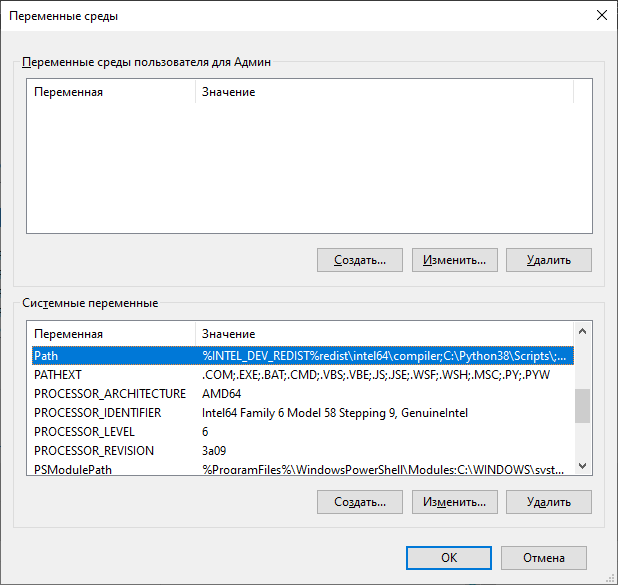 Переменные среды
Переменные среды пользователя для Админ
Переменная Значение
Создать... Изменить... Удалить
Системные переменные
Переменная Значение
Path %INTEL_DEV_REDIST%redist\intel64\compiler;C:\Python38\Scripts\;...
PATHEXT .COM;.EXE;.BAT;.CMD;.VBS;.VBE;.JS;.JSE;.WSF;.WSH;.MSC;.PY;.PYW
PROCESSOR_ARCHITECTURE AMD64
PROCESSOR_IDENTIFIER Intel64 Family 6 Model 58 Stepping 9, GenuineIntel
PROCESSOR_LEVEL 6
PROCESSOR_REVISION 3a09
PSModulePath %ProgramFiles%\WindowsPowerShell\Modules;C:\WINDOWS\syst...
Создать... Изменить... Удалить
ОК Отмена